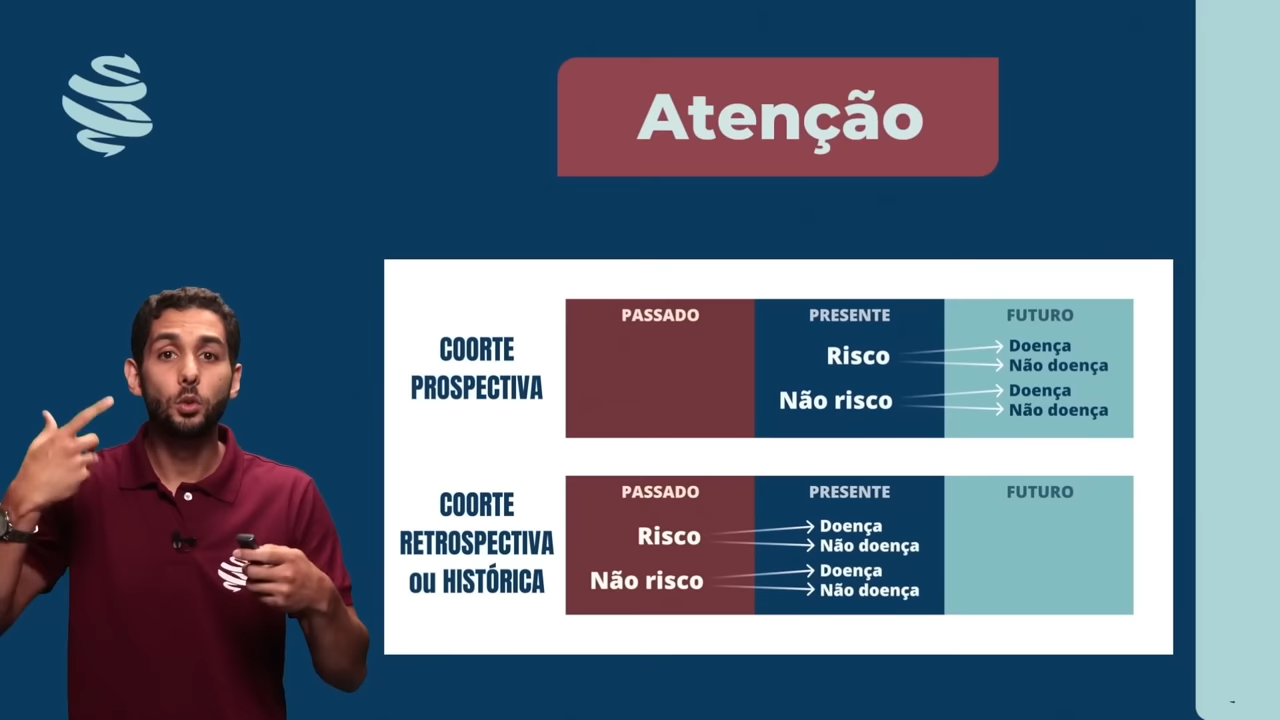 Atenção
COORTE
PROSPECTIVA
PASSADO
PRESENTE
FUTURO
Risco
Doença
Não doença
Não risco
Doença
Não doença
COORTE
RETROSPECTIVA
ou HISTÓRICA
PASSADO
PRESENTE
FUTURO
Risco
Doença
Não doença
Não risco
Doença
Não doença